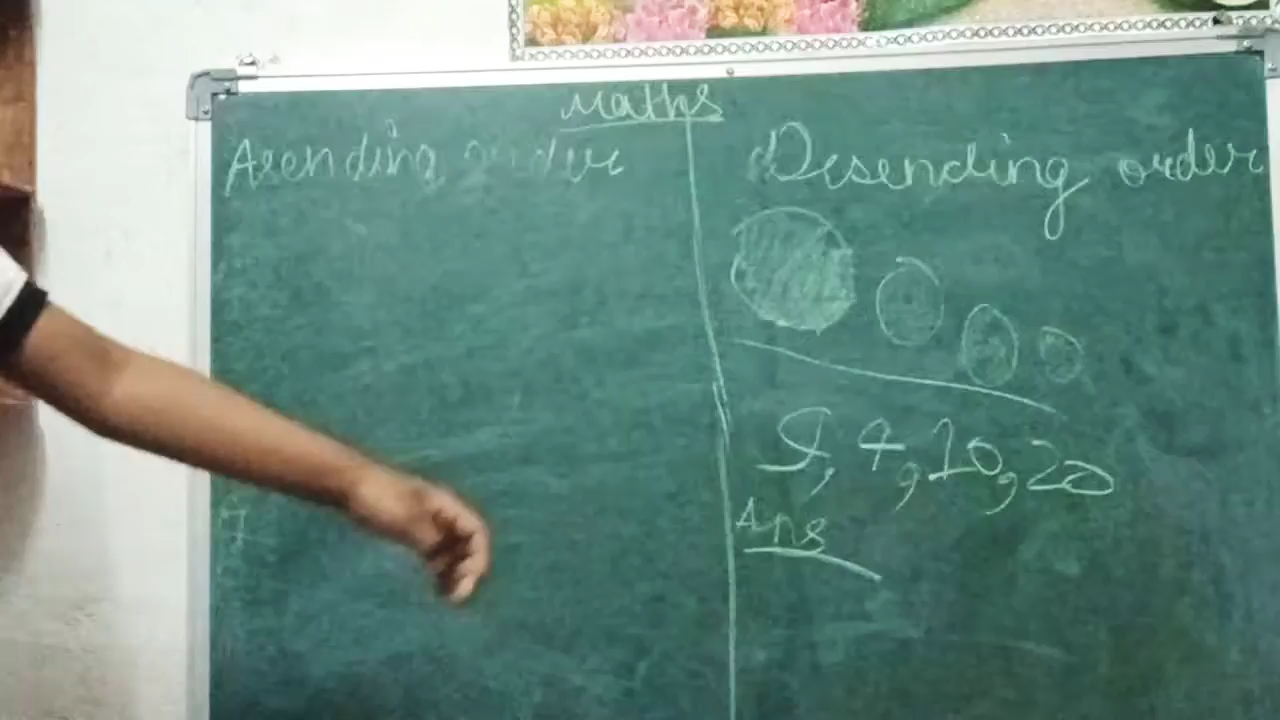 Maths
Asending order
Desending order
9, 4, 10, 20
Ans